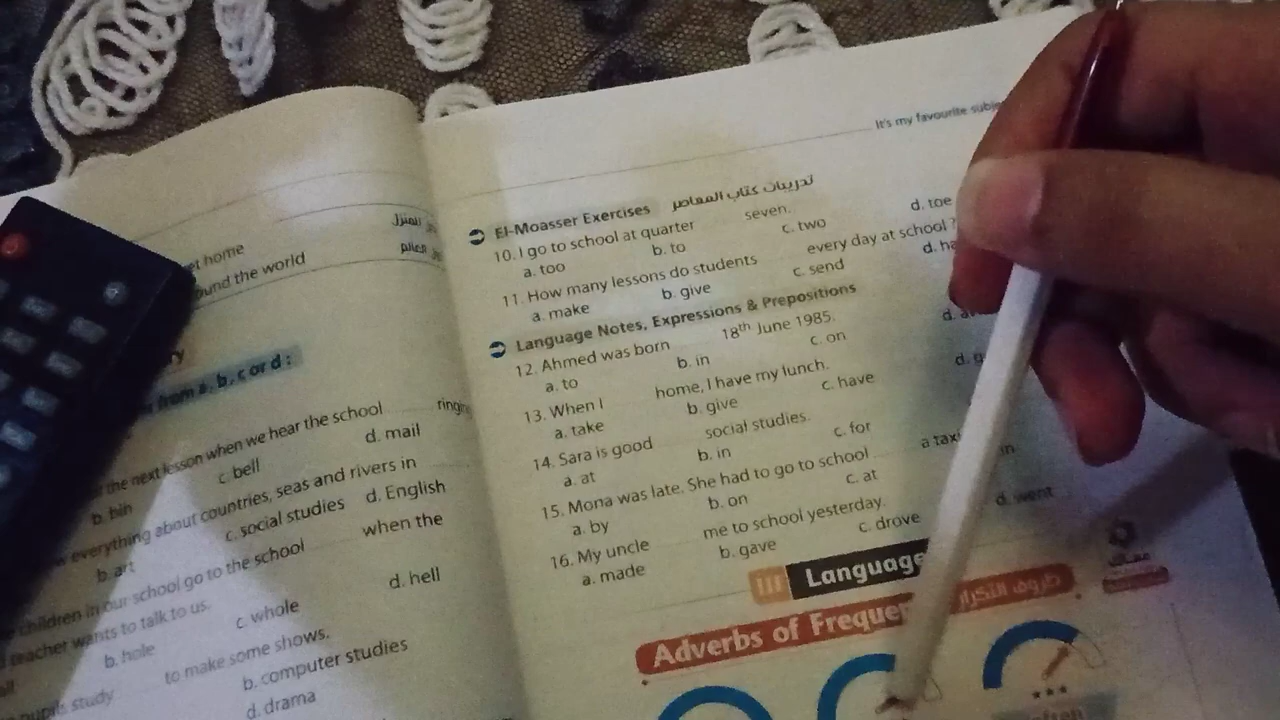 et home
ound the world
from a, b, c or d :
the next lesson when we hear the school ringing
b. bin c. bell d. mail
everything about countries, seas and rivers in
b. art c. social studies d. English
children in our school go to the school when the
teacher wants to talk to us.
b. hole c. whole d. hell
study to make some shows.
b. computer studies
d. drama
It's my favourite
El-Moasser Exercises تدريبات كتاب المعاصر
10. I go to school at quarter seven.
a. too b. to c. two d. toe
11. How many lessons do students every day at school ?
a. make b. give c. send d. ha
Language Notes, Expressions & Prepositions
12. Ahmed was born 18th June 1985.
a. to b. in c. on d. a
13. When I home, I have my lunch.
a. take b. give c. have d. g
14. Sara is good social studies.
a. at b. in c. for
15. Mona was late. She had to go to school a tax
a. by b. on c. at in
16. My uncle me to school yesterday.
a. made b. gave c. drove d. went
III Language
Adverbs of Freque ظروف التكرار
often